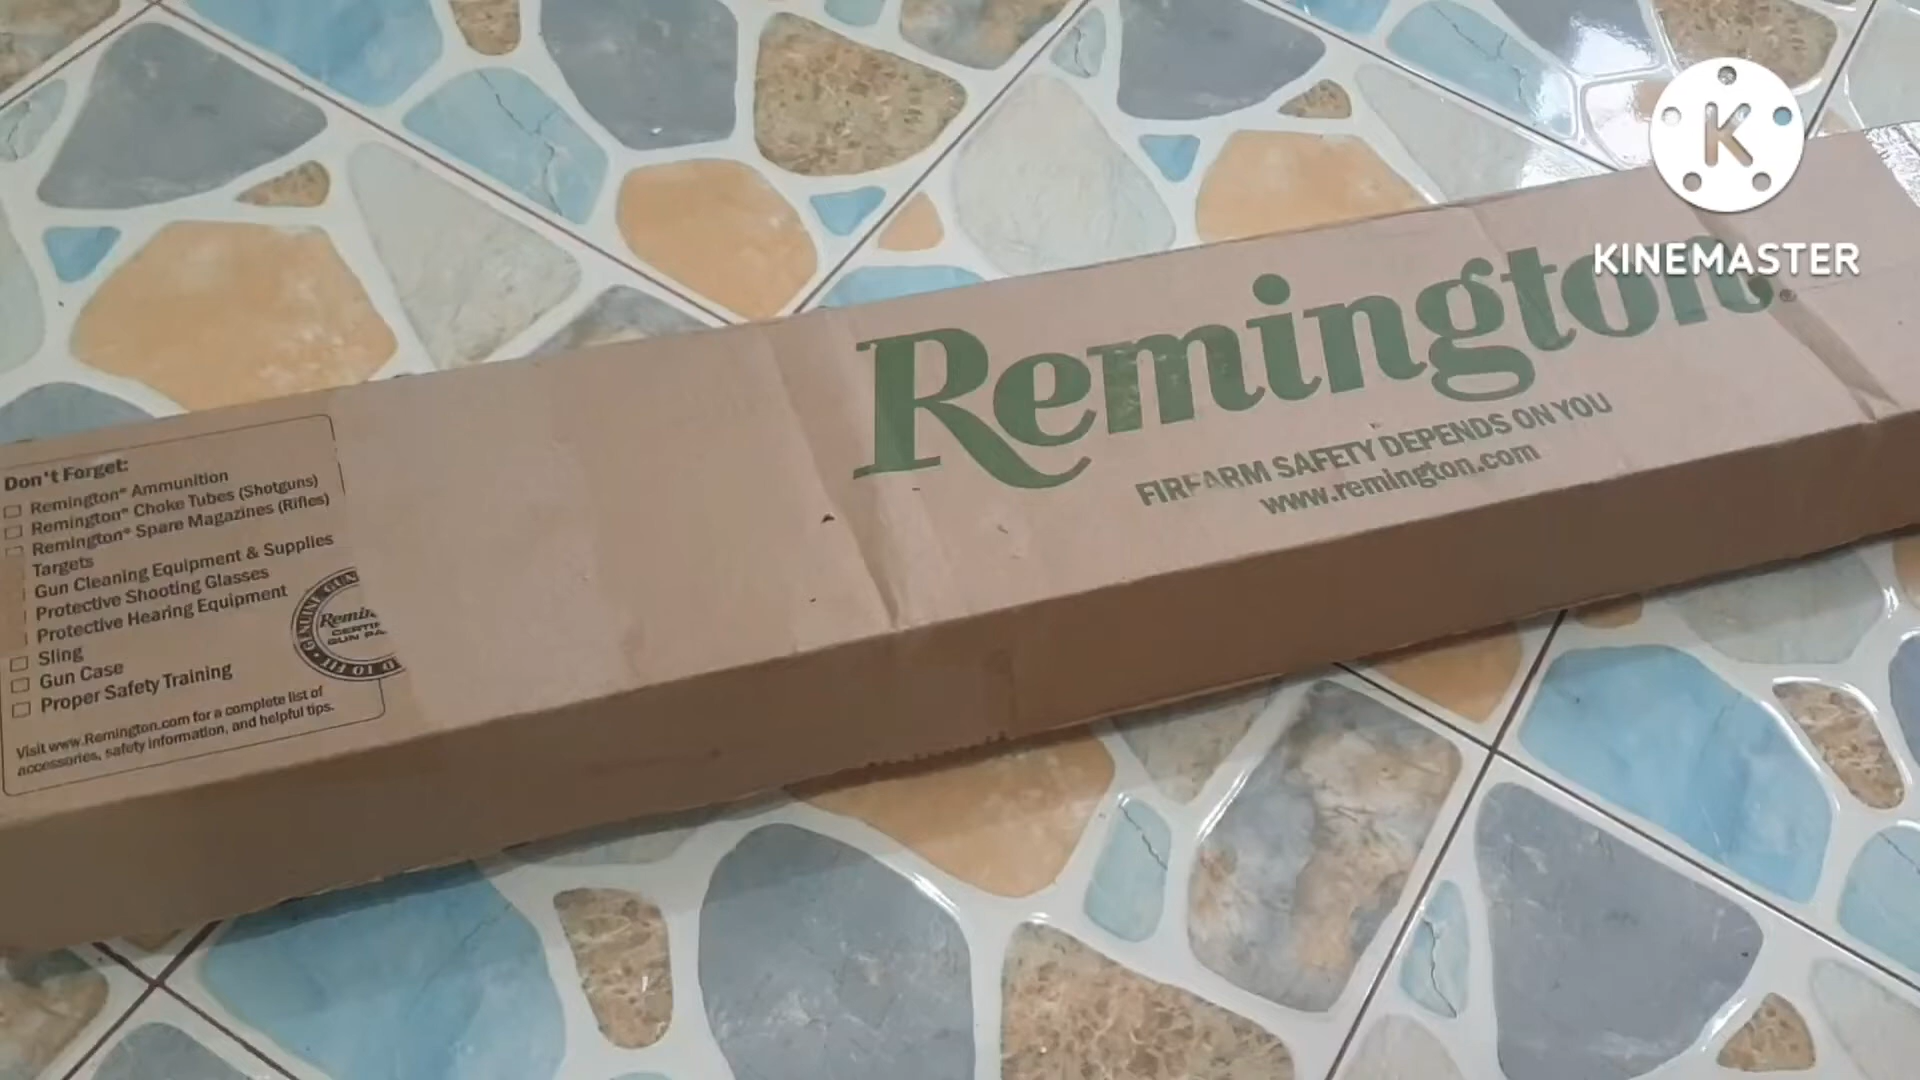 K
KINEMASTER
Remington
FIREARM SAFETY DEPENDS ON YOU
www.remington.com
Don't Forget:
Remington® Ammunition
Remington® Choke Tubes (Shotguns)
Remington® Spare Magazines (Rifles)
Targets
Gun Cleaning Equipment & Supplies
Protective Shooting Glasses
Protective Hearing Equipment
Sling
Gun Case
Proper Safety Training
Visit www.Remington.com for a complete list of
accessories, safety information, and helpful tips.
GENUINE GUN